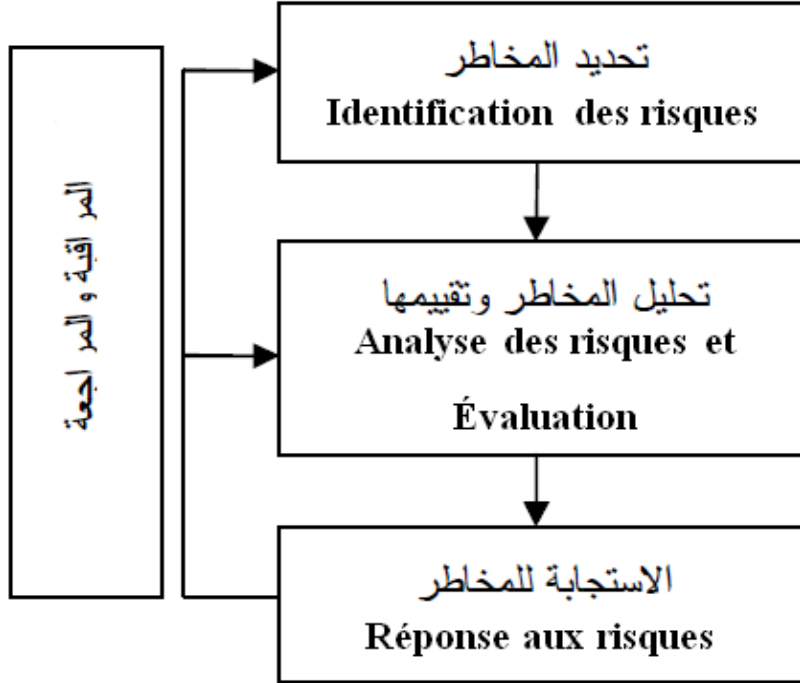 تحديد المخاطر
Identification des risques
تحليل المخاطر وتقييمها
Analyse des risques et
Évaluation
الاستجابة للمخاطر
Réponse aux risques
المراقبة و المراجعة